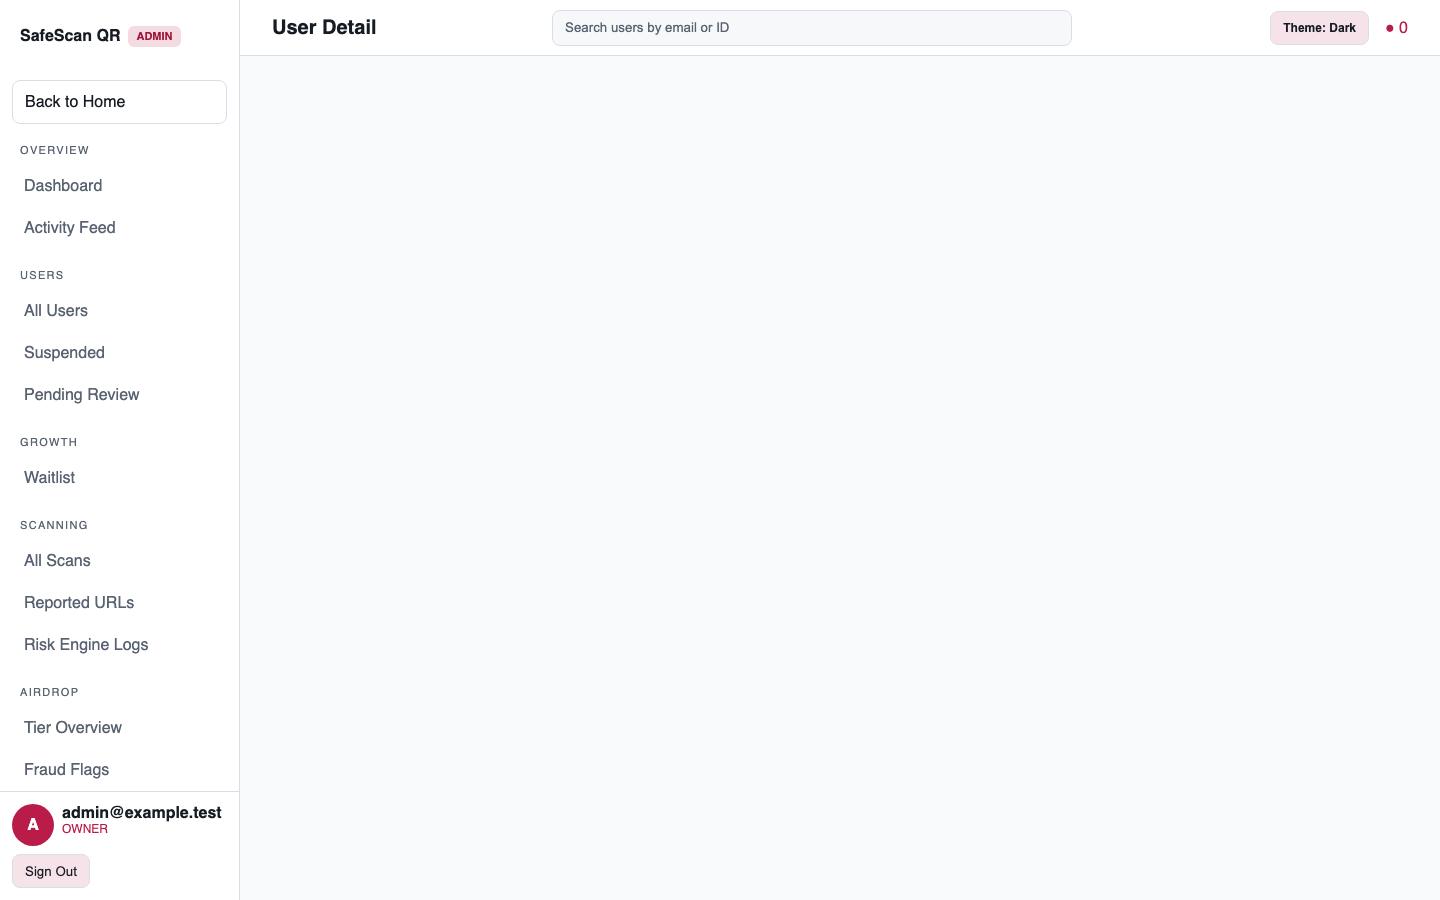 SafeScan QR ADMIN
Back to Home
OVERVIEW
Dashboard
Activity Feed
USERS
All Users
Suspended
Pending Review
GROWTH
Waitlist
SCANNING
All Scans
Reported URLs
Risk Engine Logs
AIRDROP
Tier Overview
Fraud Flags
A
admin@example.test
OWNER
Sign Out
User Detail
Search users by email or ID
Theme: Dark
● 0